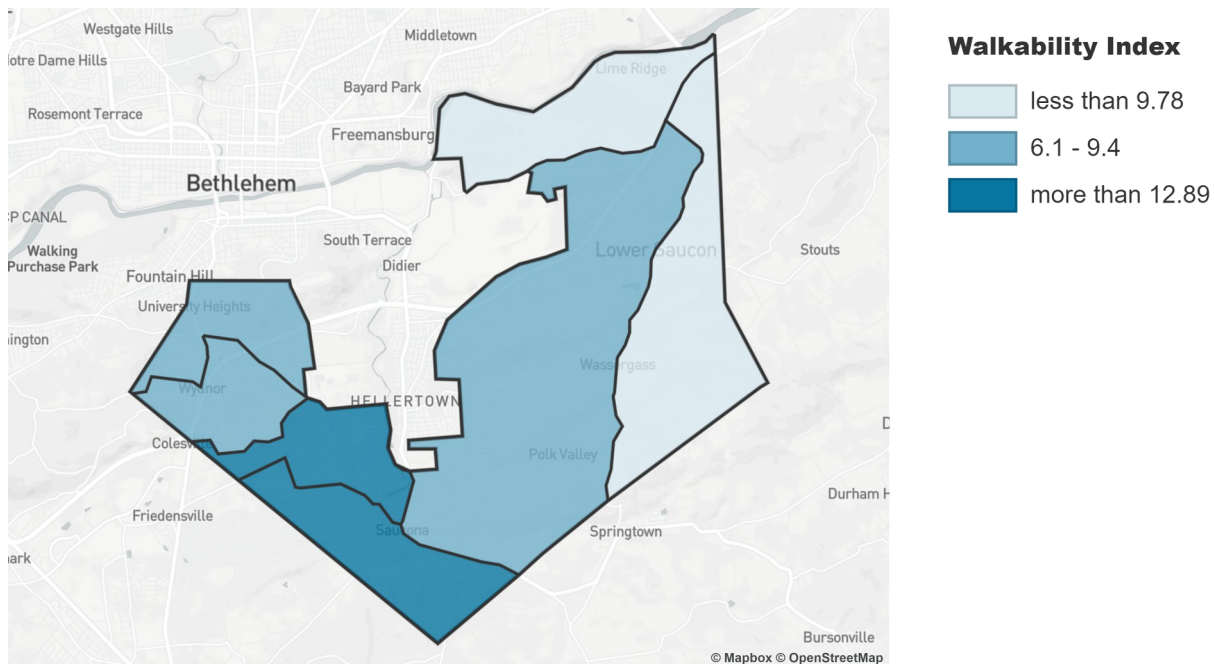 Westgate Hills
Middletown
otre Dame Hills
Lime Ridge
Bayard Park
Rosemont Terrace
Freemansburg
Bethlehem
CP CANAL
South Terrace
Lower Saucon
Stouts
Walking
Purchase Park
Didier
Fountain Hill
University Heights
ington
Wassergass
Wydnor
HELLERTOWN
Colesville
Polk Valley
Durham H
Friedensville
Saucona
Springtown
ark
Bursonville
© Mapbox © OpenStreetMap
Walkability Index
less than 9.78
6.1 - 9.4
more than 12.89